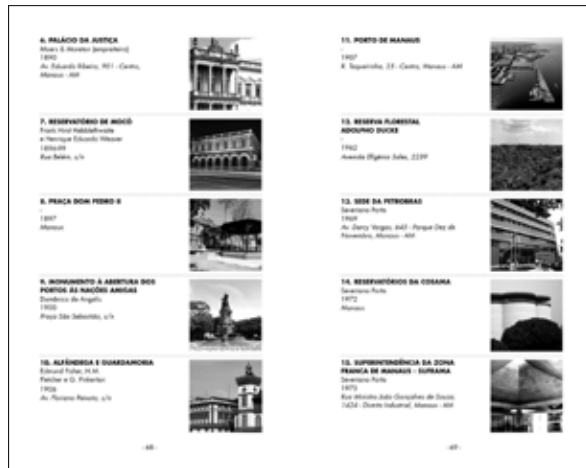 6. PALÁCIO DA JUSTIÇA
Moers & Moreton (empreiteiro)
1890
Av. Eduardo Ribeiro, 901 - Centro,
Manaus - AM
7. RESERVATÓRIO DE MOCÓ
Frank Hirst Hebblethwaite
e Henrique Eduardo Weaver
1896-99
Rua Belém, s/n
8. PRAÇA DOM PEDRO II
-
1897
Manaus
9. MONUMENTO À ABERTURA DOS
PORTOS ÀS NAÇÕES AMIGAS
Domênico de Angelis
1900
Praça São Sebastião, s/n
10. ALFÂNDEGA E GUARDAMORIA
Edmund Fisher, H.M.
Fletcher e G. Pinkerton
1906
Av. Floriano Peixoto, s/n
- 68 -
11. PORTO DE MANAUS
-
1907
R. Taqueirinha, 25 - Centro, Manaus - AM
12. RESERVA FLORESTAL
ADOLPHO DUCKE
-
1962
Avenida Efigênio Sales, 2239
13. SEDE DA PETROBRAS
Severiano Porto
1969
Av. Darcy Vargas, 645 - Parque Dez de
Novembro, Manaus - AM
14. RESERVATÓRIOS DA COSAMA
Severiano Porto
1972
Manaus
15. SUPERINTENDÊNCIA DA ZONA
FRANCA DE MANAUS - SUFRAMA
Severiano Porto
1973
Rua Ministro João Gonçalves de Souza,
1424 - Distrito Industrial, Manaus - AM
- 69 -